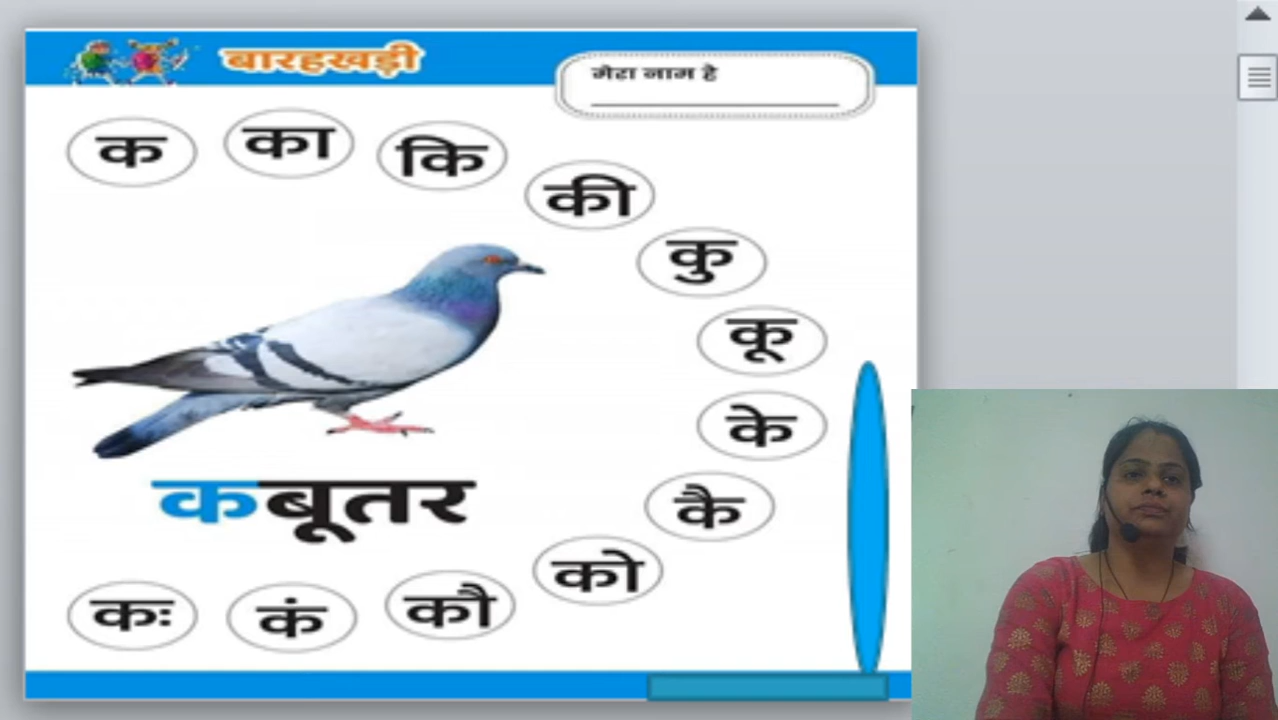 बारहखड़ी
मेरा नाम है
क
का
कि
की
कु
कू
के
कै
को
कौ
कं
कः
कबूतर